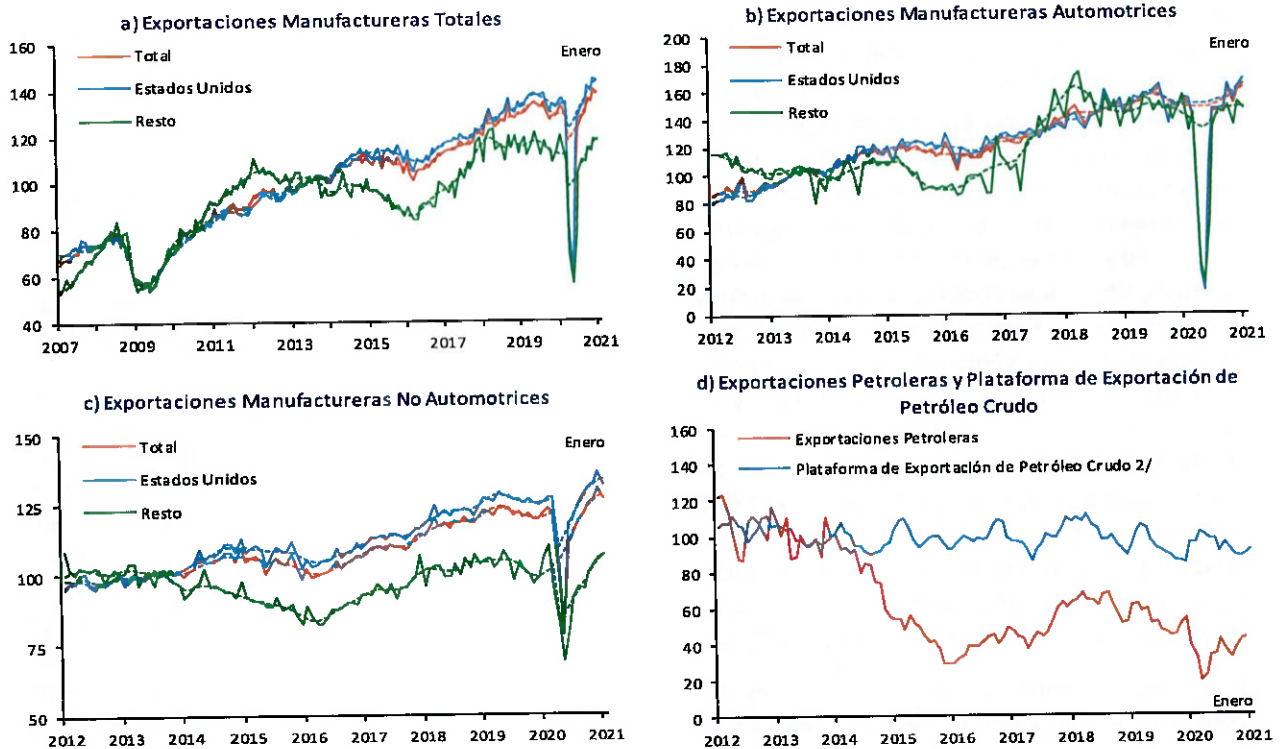 a) Exportaciones Manufactureras Totales
160
140
120
100
80
60
40
Total
Estados Unidos
Resto
Enero
2007 2009 2011 2013 2015 2017 2019 2021
b) Exportaciones Manufactureras Automotrices
200
180
160
140
120
100
80
60
40
20
0
Total
Estados Unidos
Resto
Enero
2012 2013 2014 2015 2016 2017 2018 2019 2020 2021
c) Exportaciones Manufactureras No Automotrices
150
125
100
75
50
Total
Estados Unidos
Resto
Enero
2012 2013 2014 2015 2016 2017 2018 2019 2020 2021
d) Exportaciones Petroleras y Plataforma de Exportación de
Petróleo Crudo
160
140
120
100
80
60
40
20
0
Exportaciones Petroleras
Plataforma de Exportación de Petróleo Crudo 2/
Enero
2012 2013 2014 2015 2016 2017 2018 2019 2020 2021